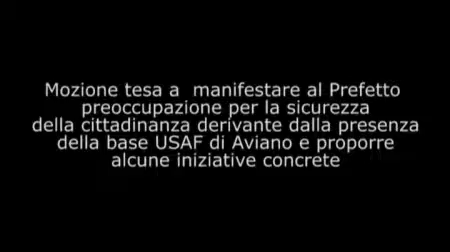 Mozione tesa a manifestare al Prefetto
preoccupazione per la sicurezza
della cittadinanza derivante dalla presenza
della base USAF di Aviano e proporre
alcune iniziative concrete